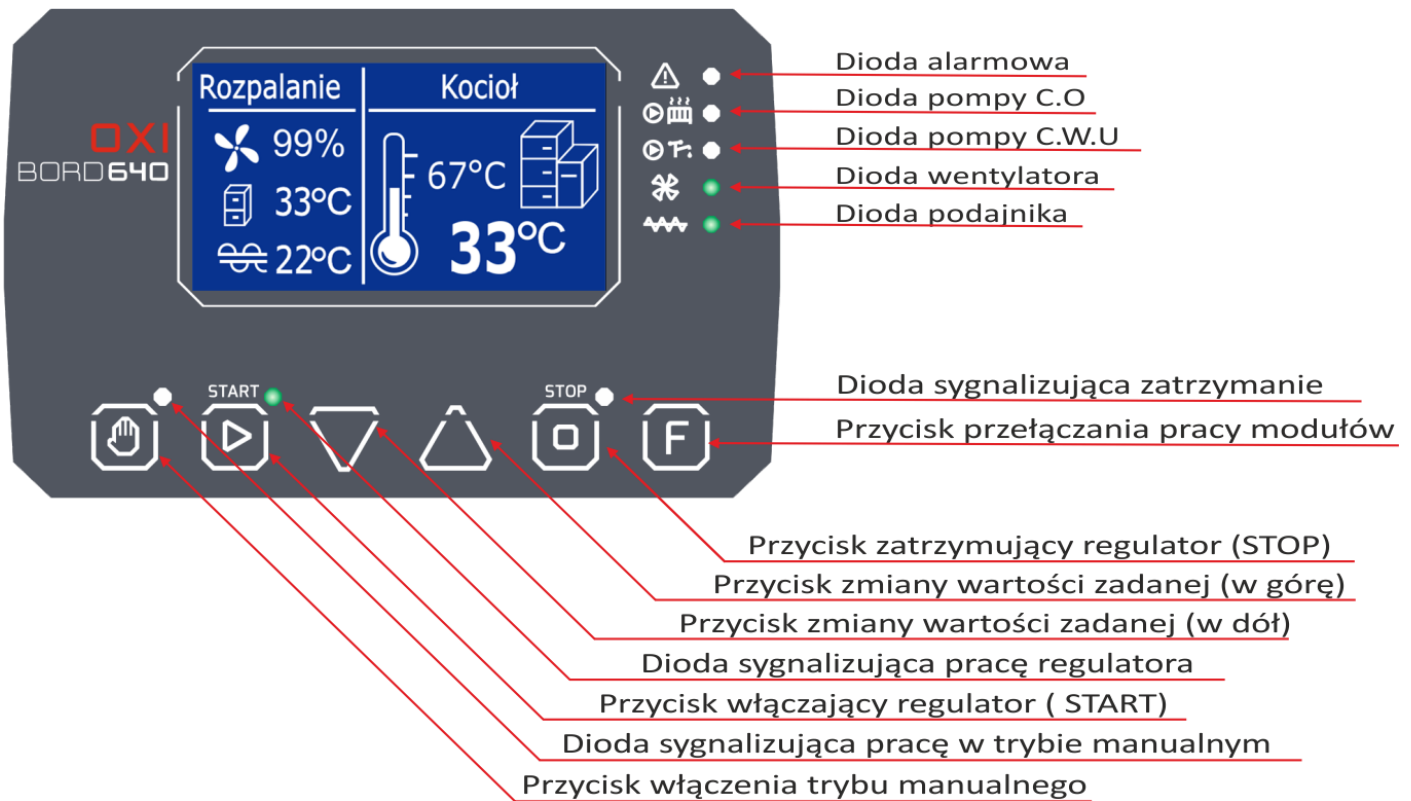 Rozpalanie
Kocioł
99%
33°C
22°C
67°C
33°C
OXI
BORD640
Dioda alarmowa
Dioda pompy C.O
Dioda pompy C.W.U
Dioda wentylatora
Dioda podajnika
START
STOP
F
Dioda sygnalizująca zatrzymanie
Przycisk przełączania pracy modułów
Przycisk zatrzymujący regulator (STOP)
Przycisk zmiany wartości zadanej (w górę)
Przycisk zmiany wartości zadanej (w dół)
Dioda sygnalizująca pracę regulatora
Przycisk włączający regulator ( START)
Dioda sygnalizująca pracę w trybie manualnym
Przycisk włączenia trybu manualnego